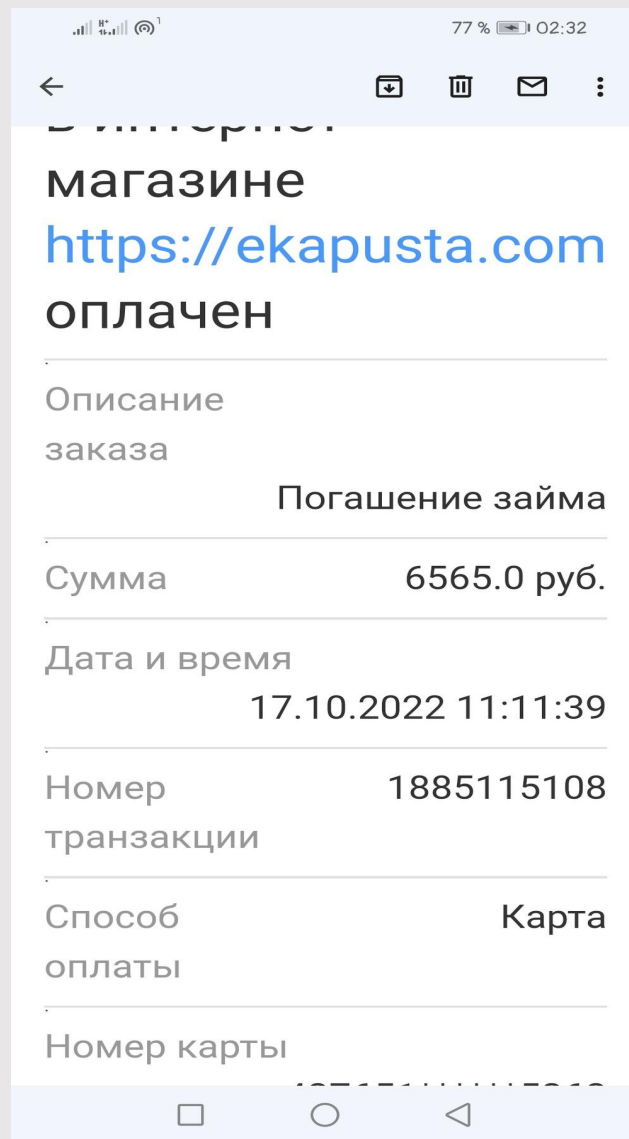 77 % 02:32
в интернет
магазине
https://ekapusta.com
оплачен
Описание
заказа
Погашение займа
Сумма 6565.0 руб.
Дата и время
17.10.2022 11:11:39
Номер 1885115108
транзакции
Способ Карта
оплаты
Номер карты